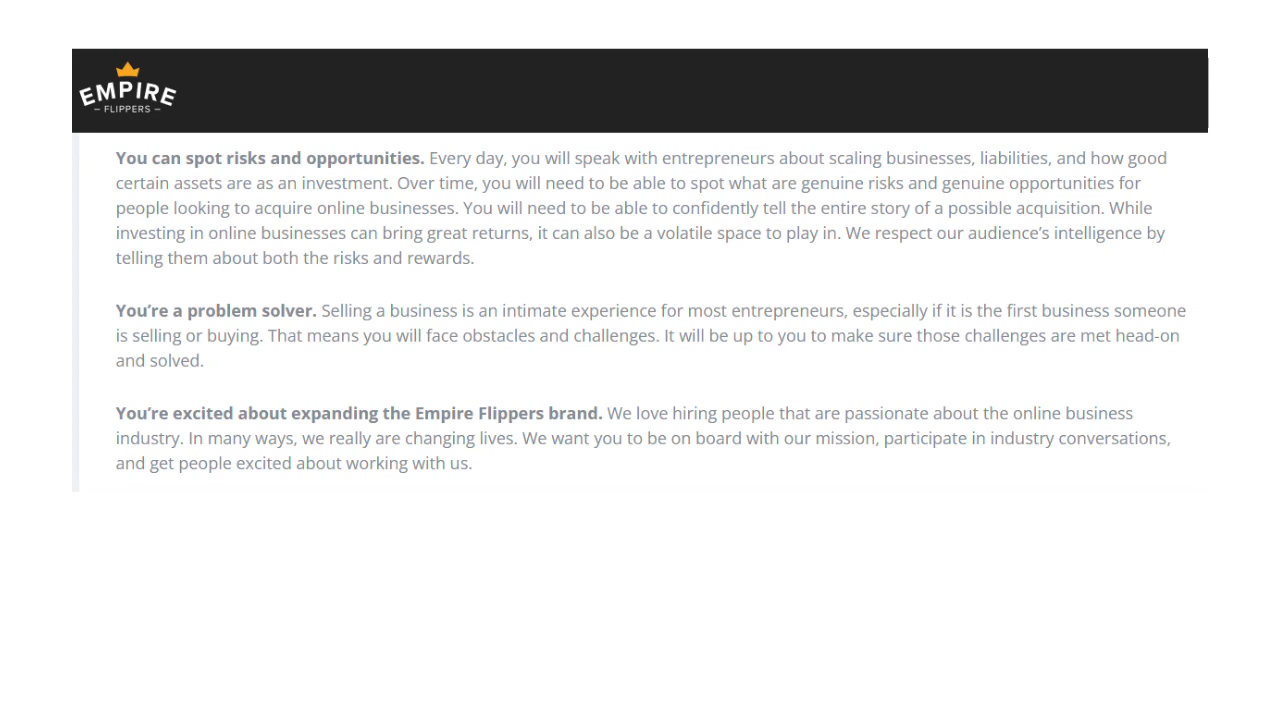 EMPIRE
– FLIPPERS –
You can spot risks and opportunities. Every day, you will speak with entrepreneurs about scaling businesses, liabilities, and how good
certain assets are as an investment. Over time, you will need to be able to spot what are genuine risks and genuine opportunities for
people looking to acquire online businesses. You will need to be able to confidently tell the entire story of a possible acquisition. While
investing in online businesses can bring great returns, it can also be a volatile space to play in. We respect our audience’s intelligence by
telling them about both the risks and rewards.
You’re a problem solver. Selling a business is an intimate experience for most entrepreneurs, especially if it is the first business someone
is selling or buying. That means you will face obstacles and challenges. It will be up to you to make sure those challenges are met head-on
and solved.
You’re excited about expanding the Empire Flippers brand. We love hiring people that are passionate about the online business
industry. In many ways, we really are changing lives. We want you to be on board with our mission, participate in industry conversations,
and get people excited about working with us.